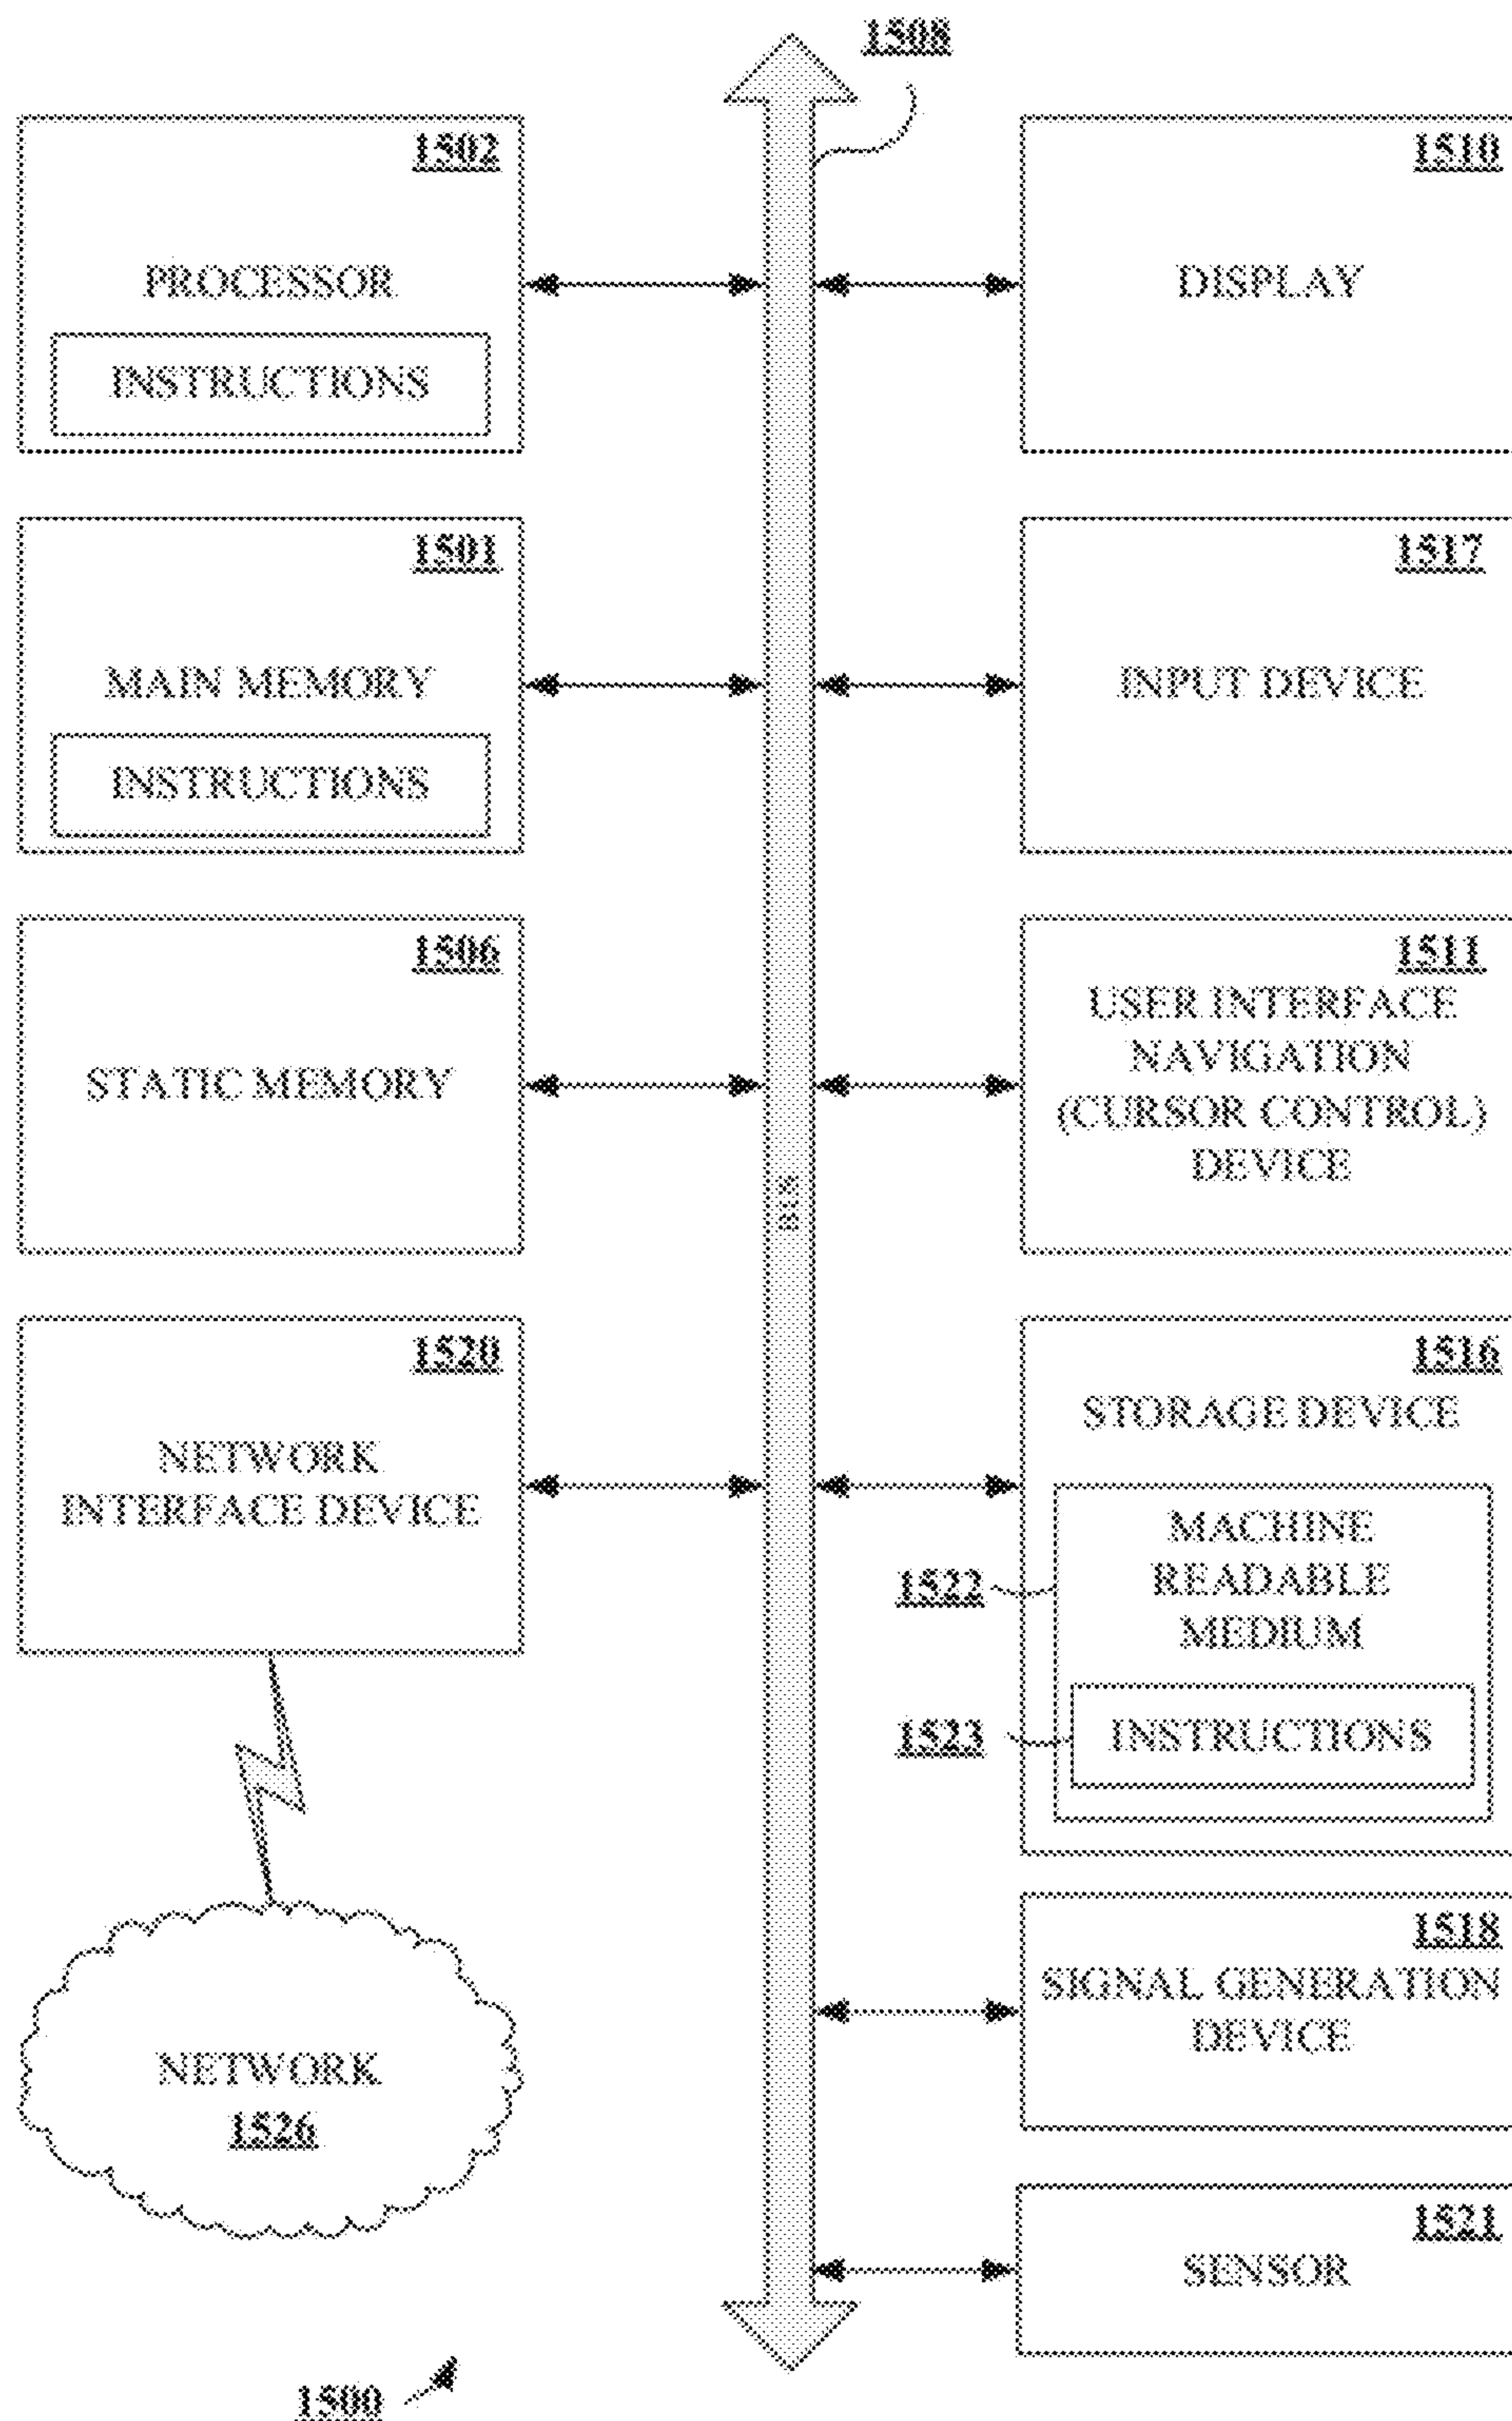 1508
1502
PROCESSOR
INSTRUCTIONS
1510
DISPLAY
1501
MAIN MEMORY
INSTRUCTIONS
1517
INPUT DEVICE
1506
STATIC MEMORY
1511
USER INTERFACE
NAVIGATION
(CURSOR CONTROL)
DEVICE
BUS
1520
NETWORK
INTERFACE DEVICE
1516
STORAGE DEVICE
MACHINE
READABLE
MEDIUM
1522
INSTRUCTIONS
1523
NETWORK
1526
1518
SIGNAL GENERATION
DEVICE
1521
SENSOR
1500